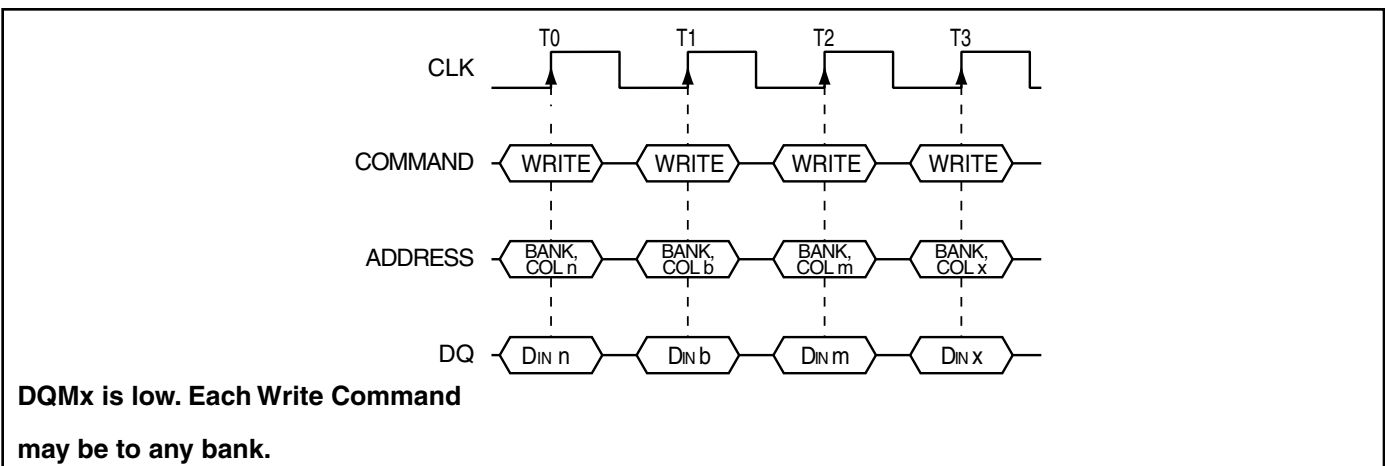 T0 T1 T2 T3
CLK
COMMAND WRITE WRITE WRITE WRITE
ADDRESS BANK, COL n BANK, COL b BANK, COL m BANK, COL x
DQ DIN n DIN b DIN m DIN x
DQMx is low. Each Write Command
may be to any bank.